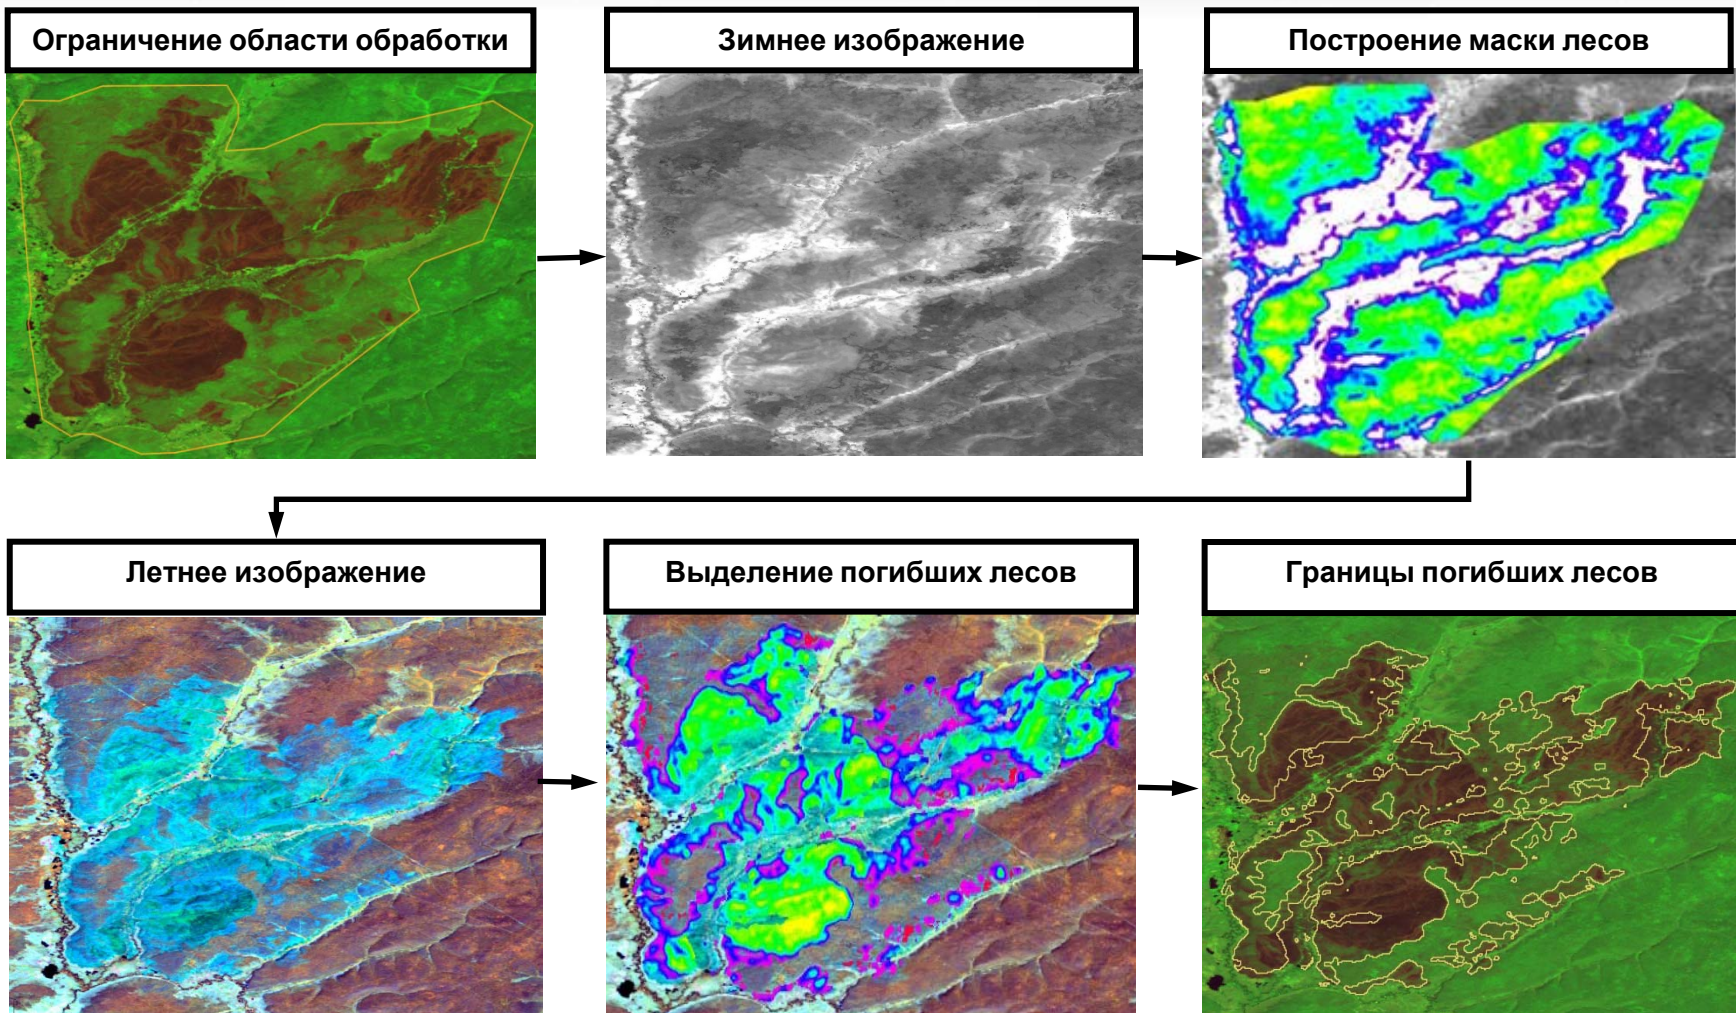 Ограничение области обработки
Зимнее изображение
Построение маски лесов
Летнее изображение
Выделение погибших лесов
Границы погибших лесов